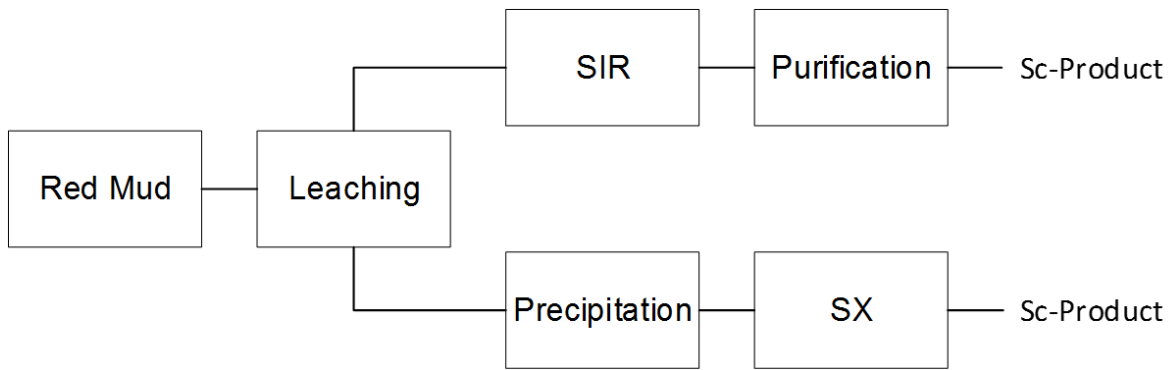 SIR
Purification
Sc-Product
Red Mud
Leaching
Precipitation
SX
Sc-Product